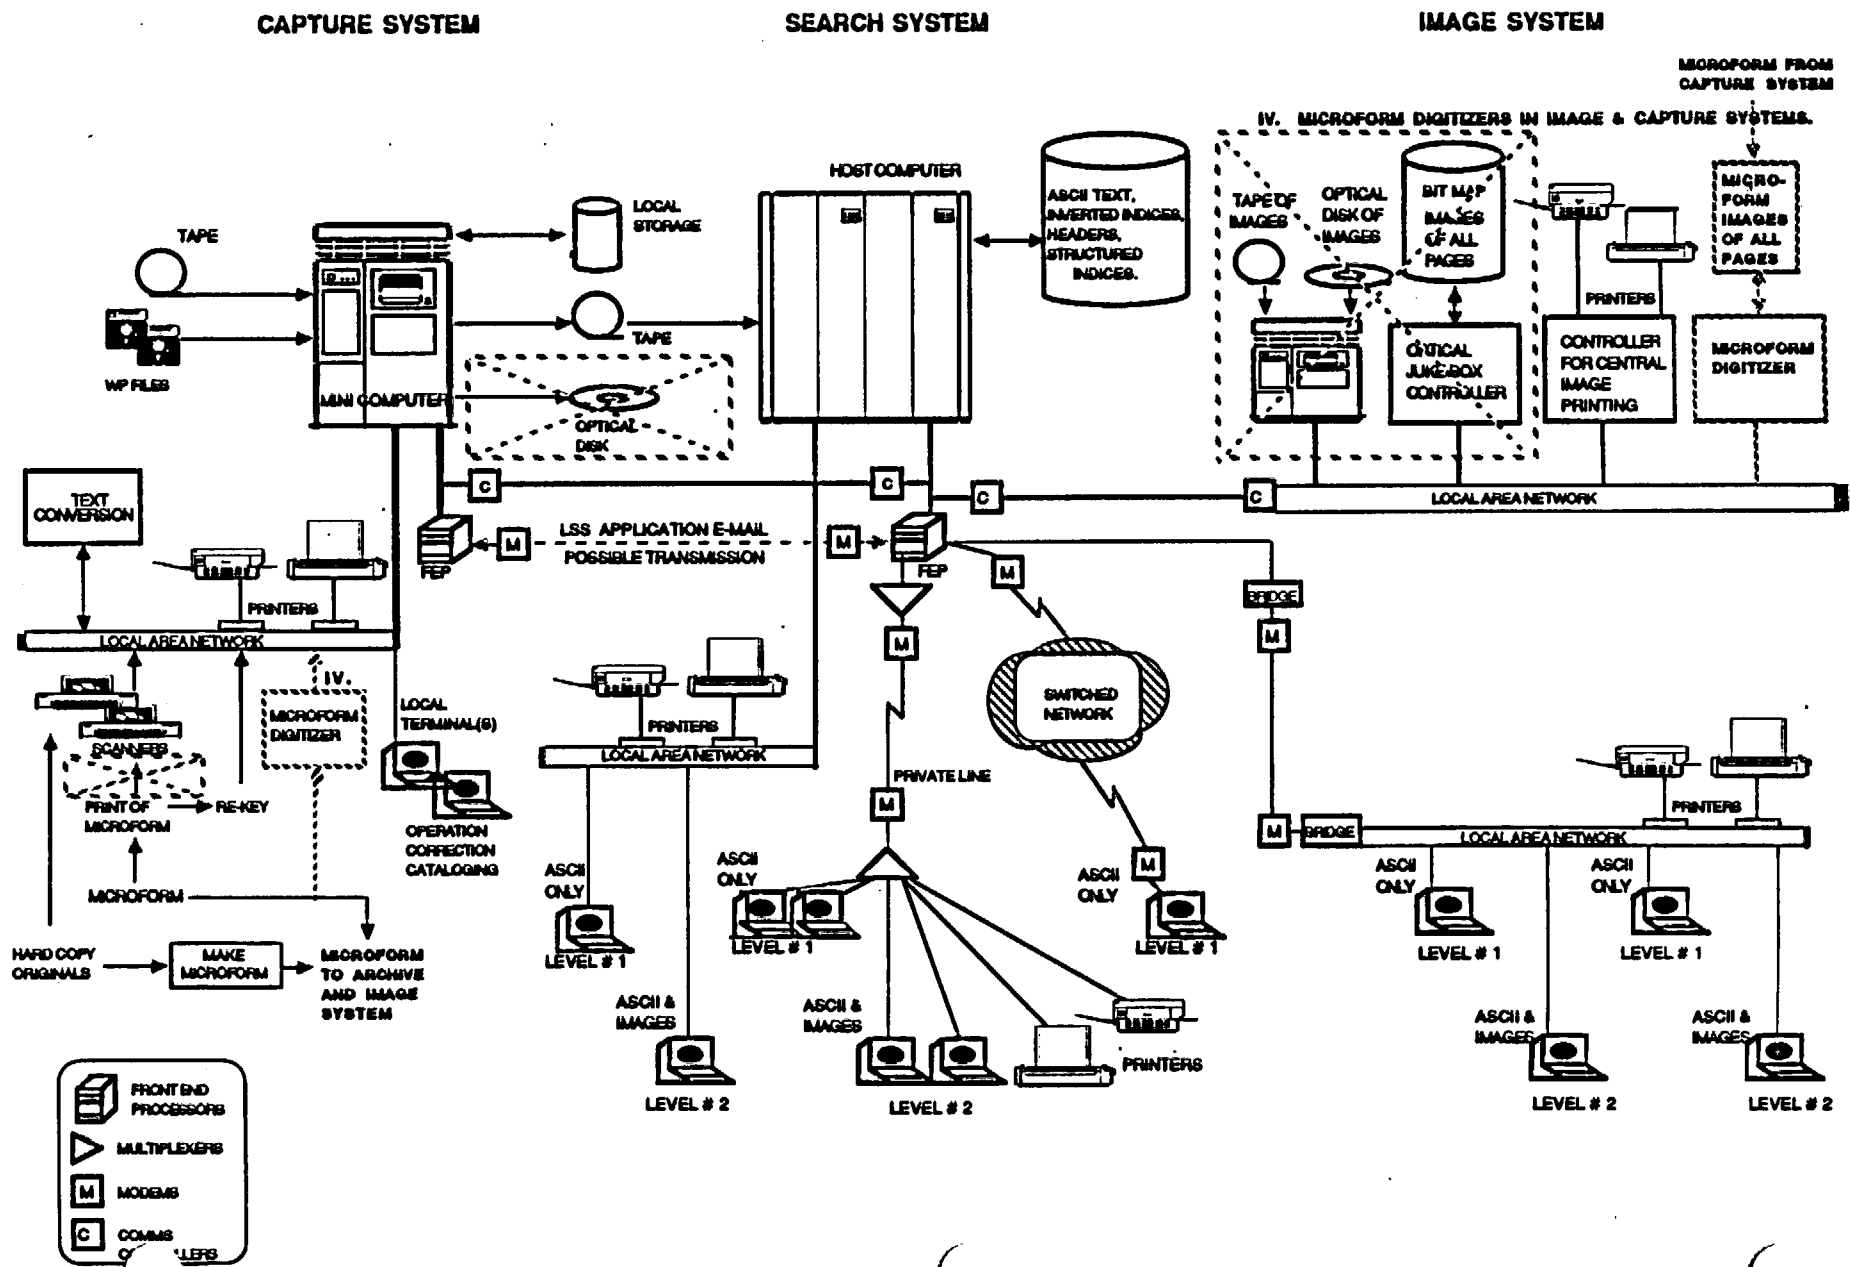 CAPTURE SYSTEM
SEARCH SYSTEM
IMAGE SYSTEM
MICROFORM FROM
CAPTURE SYSTEM
IV. MICROFORM DIGITIZERS IN IMAGE & CAPTURE SYSTEMS.
TAPE
WP FILES
MINI COMPUTER
LOCAL
STORAGE
TAPE
OPTICAL
DISK
HOST COMPUTER
ASCII TEXT,
INVERTED INDICES,
HEADERS,
STRUCTURED
INDICES.
TAPE OF
IMAGES
OPTICAL
DISK OF
IMAGES
BIT MAP
IMAGES
OF ALL
PAGES
OPTICAL
JUKE-BOX
CONTROLLER
PRINTERS
CONTROLLER
FOR CENTRAL
IMAGE
PRINTING
MICRO-
FORM
IMAGES
OF ALL
PAGES
MICROFORM
DIGITIZER
C
C
C
C
LOCAL AREA NETWORK
TEXT
CONVERSION
PRINTERS
LOCAL AREA NETWORK
FEP
M
LSS APPLICATION E-MAIL
POSSIBLE TRANSMISSION
M
FEP
M
BRIDGE
M
M
SCANNERS
PRINT OF
MICROFORM
RE-KEY
IV.
MICROFORM
DIGITIZER
LOCAL
TERMINAL(S)
OPERATION
CORRECTION
CATALOGING
MICROFORM
HARD COPY
ORIGINALS
MAKE
MICROFORM
MICROFORM
TO ARCHIVE
AND IMAGE
SYSTEM
PRINTERS
LOCAL AREA NETWORK
ASCII
ONLY
LEVEL # 1
ASCII &
IMAGES
LEVEL # 2
PRIVATE LINE
M
ASCII
ONLY
LEVEL # 1
ASCII &
IMAGES
LEVEL # 2
PRINTERS
SWITCHED
NETWORK
M
ASCII
ONLY
LEVEL # 1
M
BRIDGE
PRINTERS
LOCAL AREA NETWORK
ASCII
ONLY
LEVEL # 1
ASCII
ONLY
LEVEL # 1
ASCII &
IMAGES
LEVEL # 2
ASCII &
IMAGES
LEVEL # 2
FRONT END
PROCESSORS
MULTIPLEXERS
M
MODEMS
C
COMMS